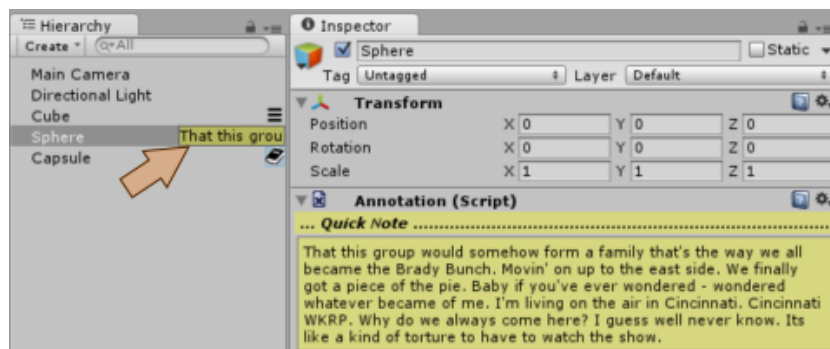 Hierarchy
Create
All
Main Camera
Directional Light
Cube
Sphere
That this grou
Capsule
Inspector
Sphere
Static
Tag Untagged Layer Default
Transform
Position X 0 Y 0 Z 0
Rotation X 0 Y 0 Z 0
Scale X 1 Y 1 Z 1
Annotation (Script)
... Quick Note ...............................................................................................
That this group would somehow form a family that's the way we all
became the Brady Bunch. Movin' on up to the east side. We finally
got a piece of the pie. Baby if you've ever wondered - wondered
whatever became of me. I'm living on the air in Cincinnati. Cincinnati
WKRP. Why do we always come here? I guess well never know. Its
like a kind of torture to have to watch the show.